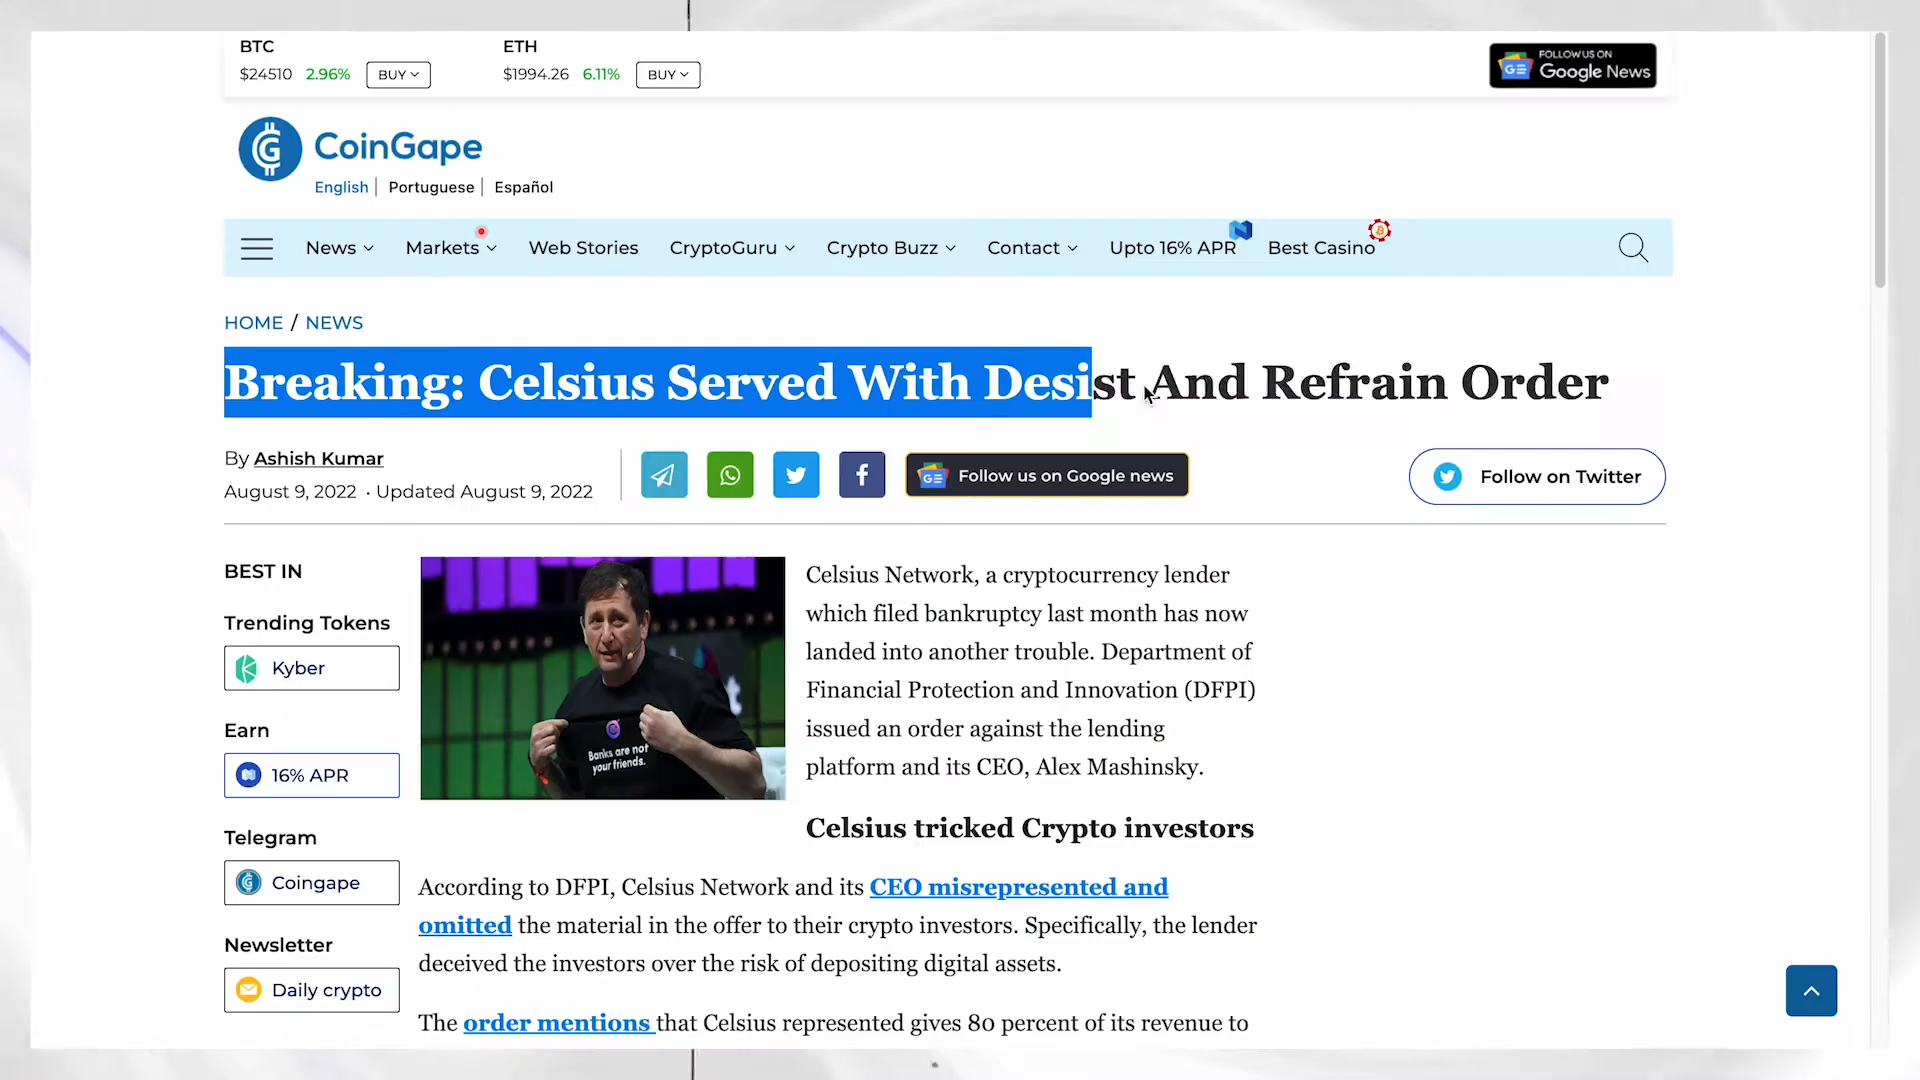 BTC
$24510 2.96% BUY
ETH
$1994.26 6.11% BUY
FOLLOW US ON
Google News
CoinGape
English | Portuguese | Español
News Markets Web Stories CryptoGuru Crypto Buzz Contact Upto 16% APR Best Casino
HOME / NEWS
Breaking: Celsius Served With Desist And Refrain Order
By Ashish Kumar
August 9, 2022 · Updated August 9, 2022
Follow us on Google news
Follow on Twitter
BEST IN
Trending Tokens
Kyber
Earn
16% APR
Telegram
Coingape
Newsletter
Daily crypto
Banks are not
your friends.
Celsius Network, a cryptocurrency lender
which filed bankruptcy last month has now
landed into another trouble. Department of
Financial Protection and Innovation (DFPI)
issued an order against the lending
platform and its CEO, Alex Mashinsky.
Celsius tricked Crypto investors
According to DFPI, Celsius Network and its CEO misrepresented and
omitted the material in the offer to their crypto investors. Specifically, the lender
deceived the investors over the risk of depositing digital assets.
The order mentions that Celsius represented gives 80 percent of its revenue to